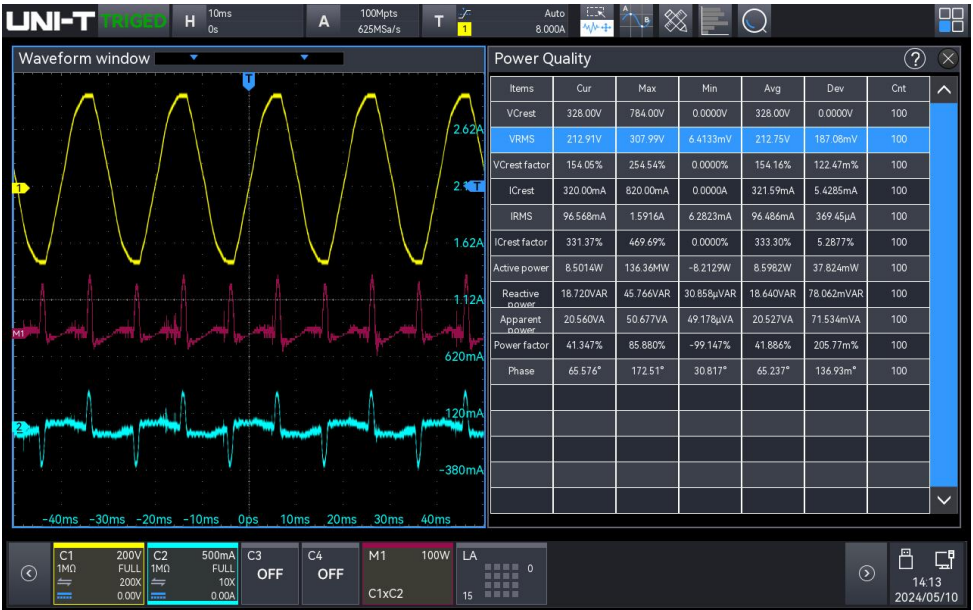 UNI-T TRIGED H 10ms 0s A 100Mpts 625MSa/s T 1 Auto 8.000A A B
Waveform window
T
2.62A
1
T
1.62A
1.12A
M1
620mA
120mA
2
-380mA
-40ms -30ms -20ms -10ms 0ps 10ms 20ms 30ms 40ms
Power Quality ?
Items Cur Max Min Avg Dev Cnt
VCrest 328.00V 784.00V 0.0000V 328.00V 0.0000V 100
VRMS 212.91V 307.99V 6.4133mV 212.75V 187.08mV 100
VCrest factor 154.05% 254.54% 0.0000% 154.16% 122.47m% 100
ICrest 320.00mA 820.00mA 0.0000A 321.59mA 5.4285mA 100
IRMS 96.568mA 1.5916A 6.2823mA 96.486mA 369.45µA 100
ICrest factor 331.37% 469.69% 0.0000% 333.30% 5.2877% 100
Active power 8.5014W 136.36MW -8.2129W 8.5982W 37.824mW 100
Reactive power 18.720VAR 45.766VAR 30.858µVAR 18.640VAR 78.062mVAR 100
Apparent power 20.560VA 50.677VA 49.178µVA 20.527VA 71.534mVA 100
Power factor 41.347% 85.880% -99.147% 41.886% 205.77m% 100
Phase 65.576° 172.51° 30.817° 65.237° 136.93m° 100
C1 200V
1MΩ FULL
200X
0.00V
C2 500mA
1MΩ FULL
10X
0.00A
C3
OFF
C4
OFF
M1 100W
C1xC2
LA
0
15
14:13
2024/05/10